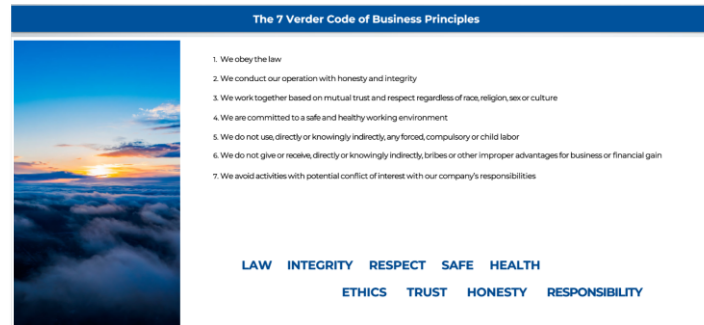 The 7 Verder Code of Business Principles
1. We obey the law
2. We conduct our operation with honesty and integrity
3. We work together based on mutual trust and respect regardless of race, religion, sex or culture
4. We are committed to a safe and healthy working environment
5. We do not use, directly or knowingly indirectly, any forced, compulsory or child labor
6. We do not give or receive, directly or knowingly indirectly, bribes or other improper advantages for business or financial gain
7. We avoid activities with potential conflict of interest with our company's responsibilities
LAW INTEGRITY RESPECT SAFE HEALTH
ETHICS TRUST HONESTY RESPONSIBILITY